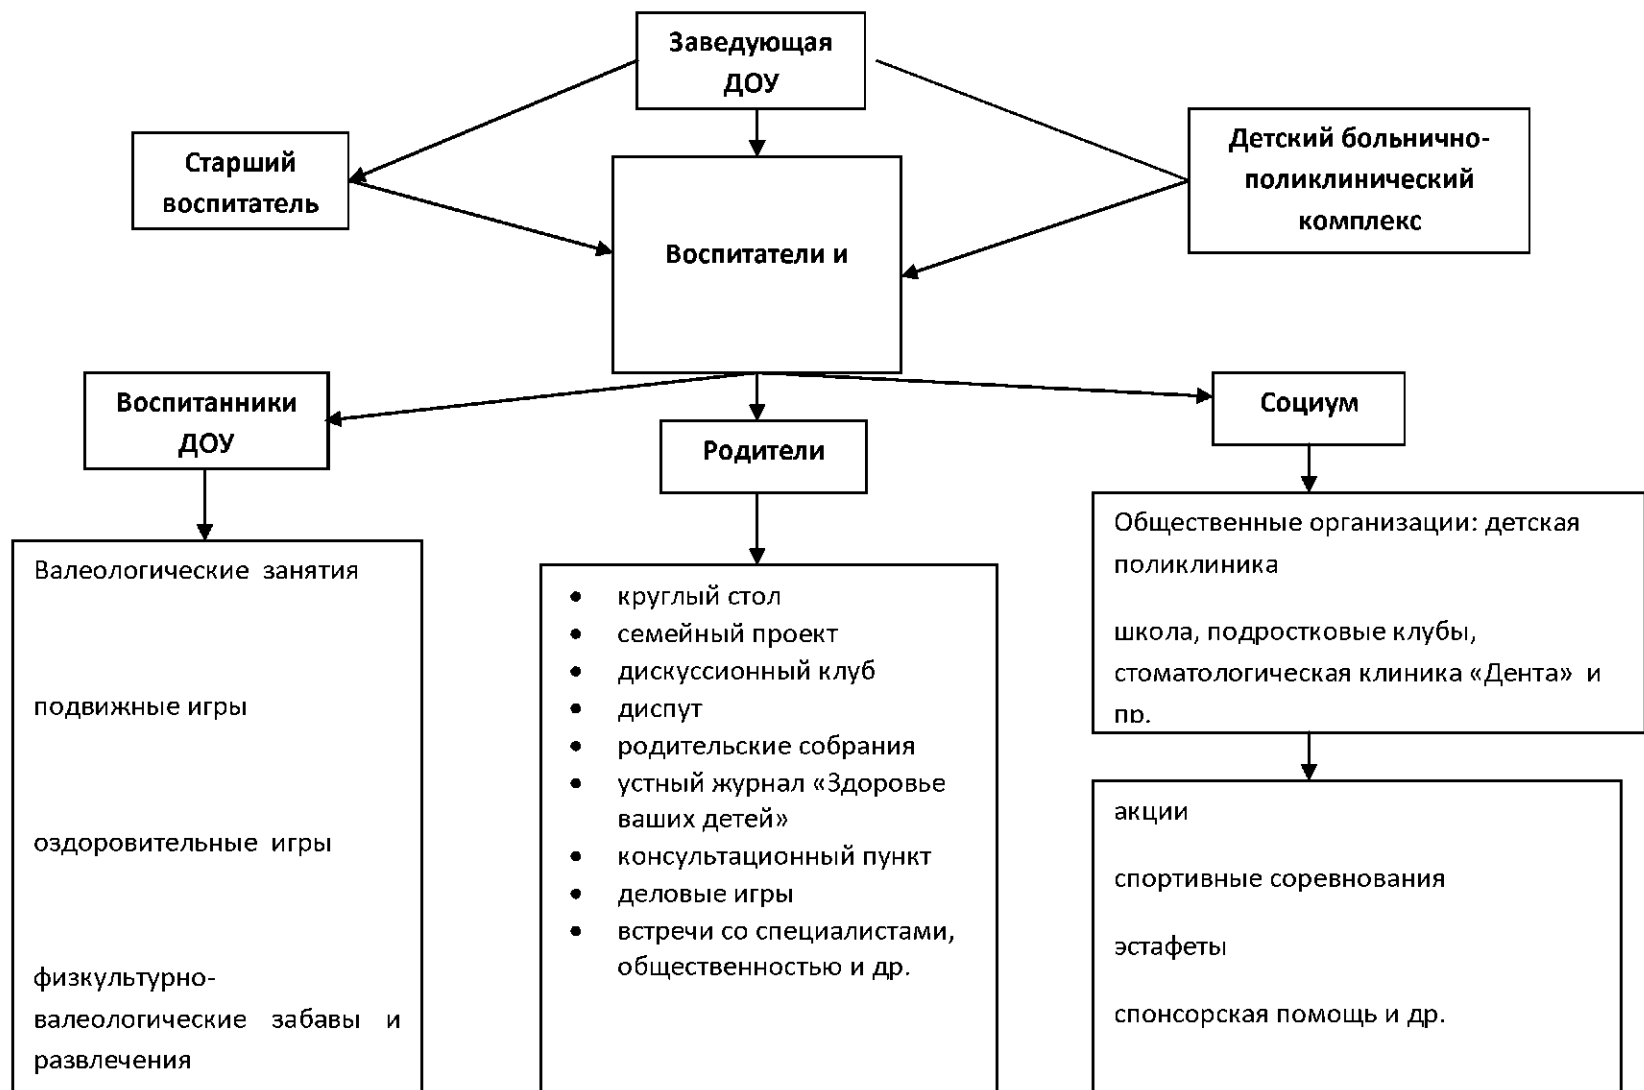 Заведующая
ДОУ
Старший
воспитатель
Детский больнично-
поликлинический
комплекс
Воспитатели и
Воспитанники
ДОУ
Родители
Социум
Валеологические занятия
подвижные игры
оздоровительные игры
физкультурно-
валеологические забавы и
развлечения
• круглый стол
• семейный проект
• дискуссионный клуб
• диспут
• родительские собрания
• устный журнал «Здоровье
ваших детей»
• консультационный пункт
• деловые игры
• встречи со специалистами,
общественностью и др.
Общественные организации: детская
поликлиника
школа, подростковые клубы,
стоматологическая клиника «Дента» и
пр.
акции
спортивные соревнования
эстафеты
спонсорская помощь и др.